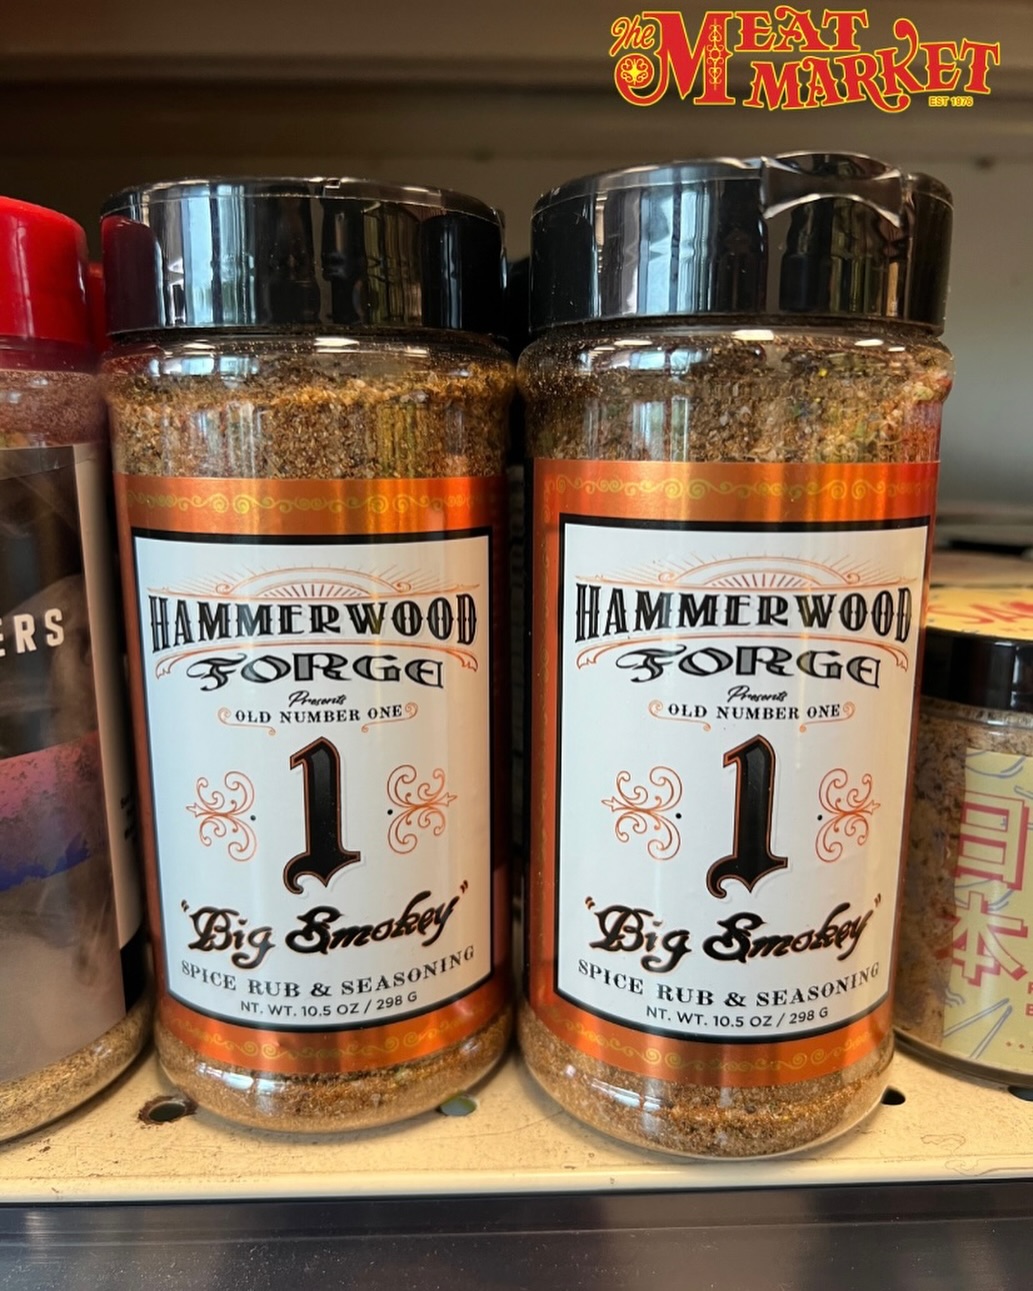 The MEAT
MARKET
EST 1976
ERS
HAMMERWOOD
FORGE
Presents
OLD NUMBER ONE
1
"Big Smokey"
SPICE RUB & SEASONING
NT. WT. 10.5 OZ / 298 G
HAMMERWOOD
FORGE
Presents
OLD NUMBER ONE
1
"Big Smokey"
SPICE RUB & SEASONING
NT. WT. 10.5 OZ / 298 G
日本